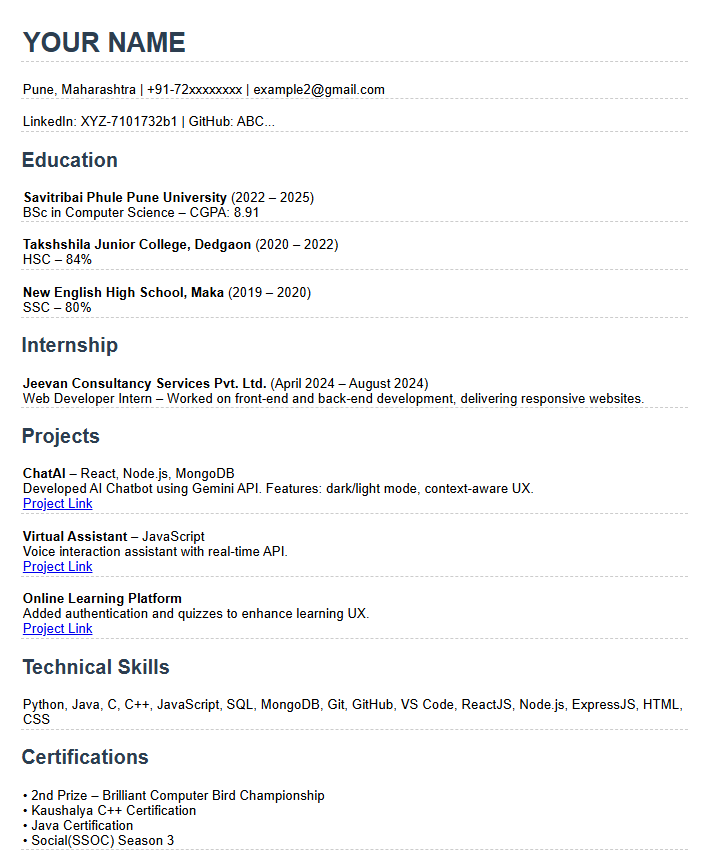 YOUR NAME
Pune, Maharashtra | +91-72xxxxxxxx | example2@gmail.com
LinkedIn: XYZ-7101732b1 | GitHub: ABC...
Education
Savitribai Phule Pune University (2022 – 2025)
BSc in Computer Science – CGPA: 8.91
Takshshila Junior College, Dedgaon (2020 – 2022)
HSC – 84%
New English High School, Maka (2019 – 2020)
SSC – 80%
Internship
Jeevan Consultancy Services Pvt. Ltd. (April 2024 – August 2024)
Web Developer Intern – Worked on front-end and back-end development, delivering responsive websites.
Projects
ChatAI – React, Node.js, MongoDB
Developed AI Chatbot using Gemini API. Features: dark/light mode, context-aware UX.
Project Link
Virtual Assistant – JavaScript
Voice interaction assistant with real-time API.
Project Link
Online Learning Platform
Added authentication and quizzes to enhance learning UX.
Project Link
Technical Skills
Python, Java, C, C++, JavaScript, SQL, MongoDB, Git, GitHub, VS Code, ReactJS, Node.js, ExpressJS, HTML,
CSS
Certifications
• 2nd Prize – Brilliant Computer Bird Championship
• Kaushalya C++ Certification
• Java Certification
• Social(SSOC) Season 3